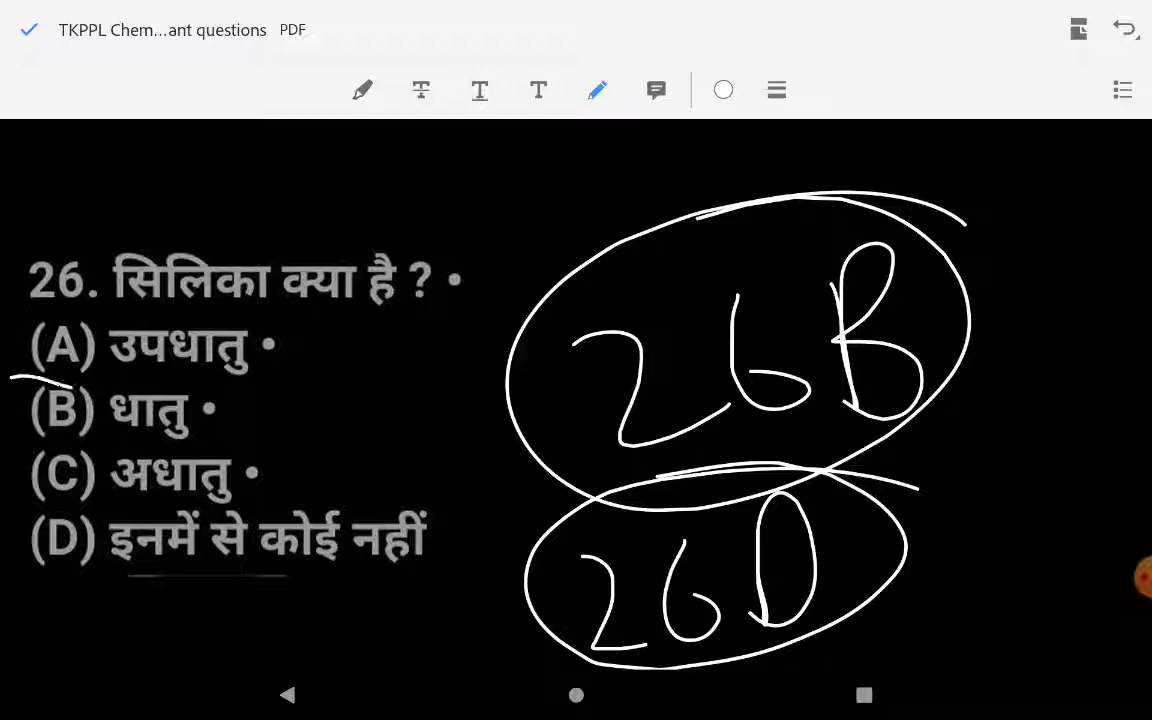 TKPPL Chem...ant questions PDF
26. सिलिका क्या है ? •
(A) उपधातु •
(B) धातु •
(C) अधातु •
(D) इनमें से कोई नहीं
26B
26D